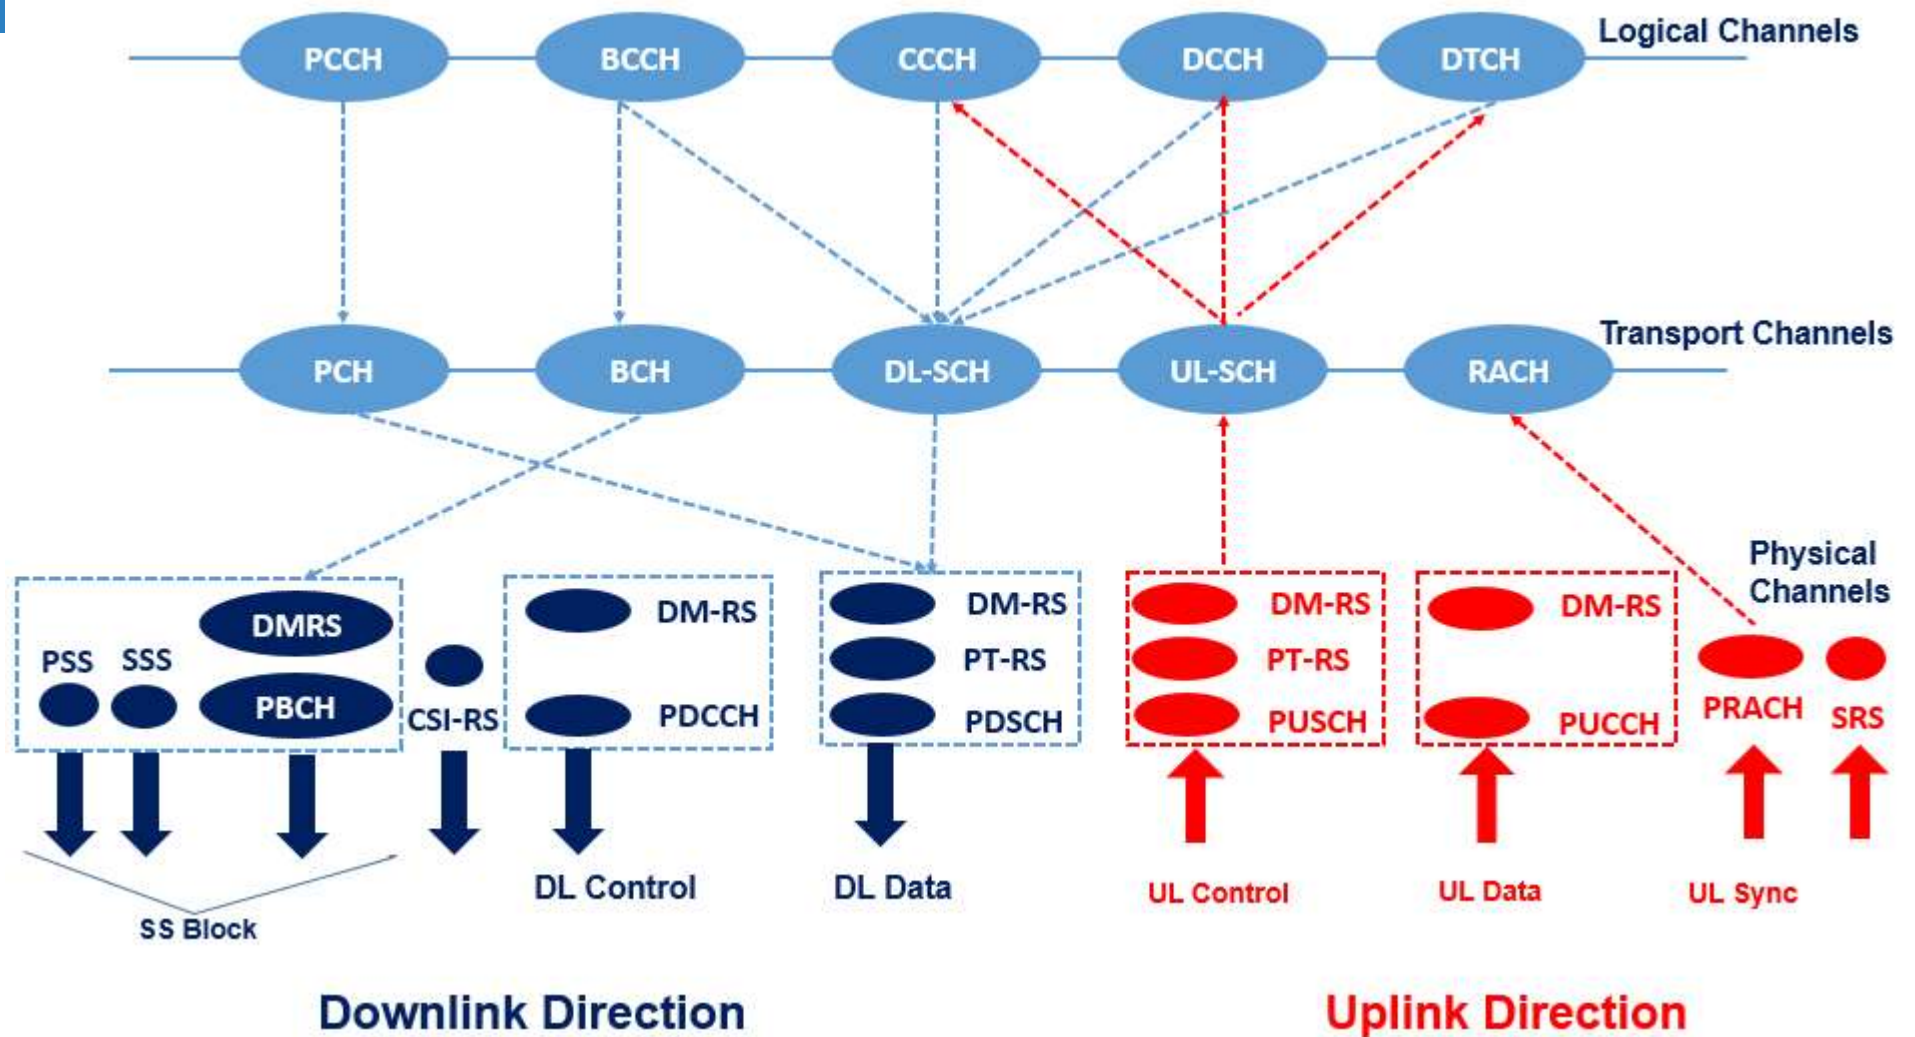 Logical Channels
PCCH
BCCH
CCCH
DCCH
DTCH
Transport Channels
PCH
BCH
DL-SCH
UL-SCH
RACH
Physical
Channels
PSS
SSS
DMRS
PBCH
CSI-RS
DM-RS
PDCCH
DM-RS
PT-RS
PDSCH
DM-RS
PT-RS
PUSCH
DM-RS
PUCCH
PRACH
SRS
SS Block
DL Control
DL Data
UL Control
UL Data
UL Sync
Downlink Direction
Uplink Direction